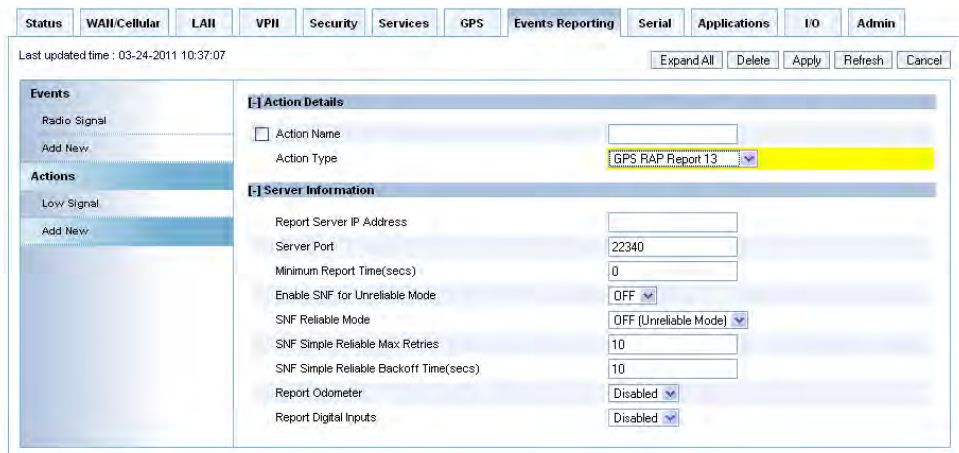 Status WAN/Cellular LAN VPN Security Services GPS Events Reporting Serial Applications I/O Admin
Last updated time : 03-24-2011 10:37:07
Expand All Delete Apply Refresh Cancel
Events
Radio Signal
Add New
Actions
Low Signal
Add New
[-] Action Details
Action Name
Action Type GPS RAP Report 13
[-] Server Information
Report Server IP Address
Server Port 22340
Minimum Report Time(secs) 0
Enable SNF for Unreliable Mode OFF
SNF Reliable Mode OFF (Unreliable Mode)
SNF Simple Reliable Max Retries 10
SNF Simple Reliable Backoff Time(secs) 10
Report Odometer Disabled
Report Digital Inputs Disabled